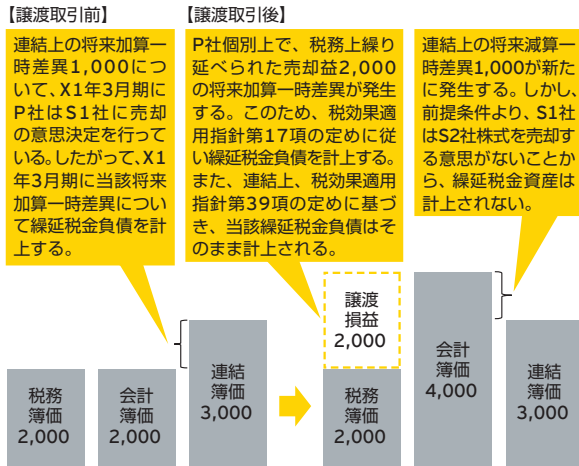 【譲渡取引前】
連結上の将来加算一
時差異1,000につ
いて、X1年3月期に
P社はS1社に売却
の意思決定を行って
いる。したがって、X1
年3月期に当該将来
加算一時差異につい
て繰延税金負債を計
上する。
【譲渡取引後】
P社個別上で、税務上繰り
延べられた売却益2,000
の将来加算一時差異が発生
する。このため、税効果適
用指針第17項の定めに従
い繰延税金負債を計上する。
また、連結上、税効果適用
指針第39項の定めに基づ
き、当該繰延税金負債はそ
のまま計上される。
連結上の将来減算一
時差異1,000が新た
に発生する。しかし、
前提条件より、S1社
はS2社株式を売却す
る意思がないことか
ら、繰延税金資産は
計上されない。
税務
簿価
2,000
会計
簿価
2,000
連結
簿価
3,000
譲渡
損益
2,000
税務
簿価
2,000
会計
簿価
4,000
連結
簿価
3,000